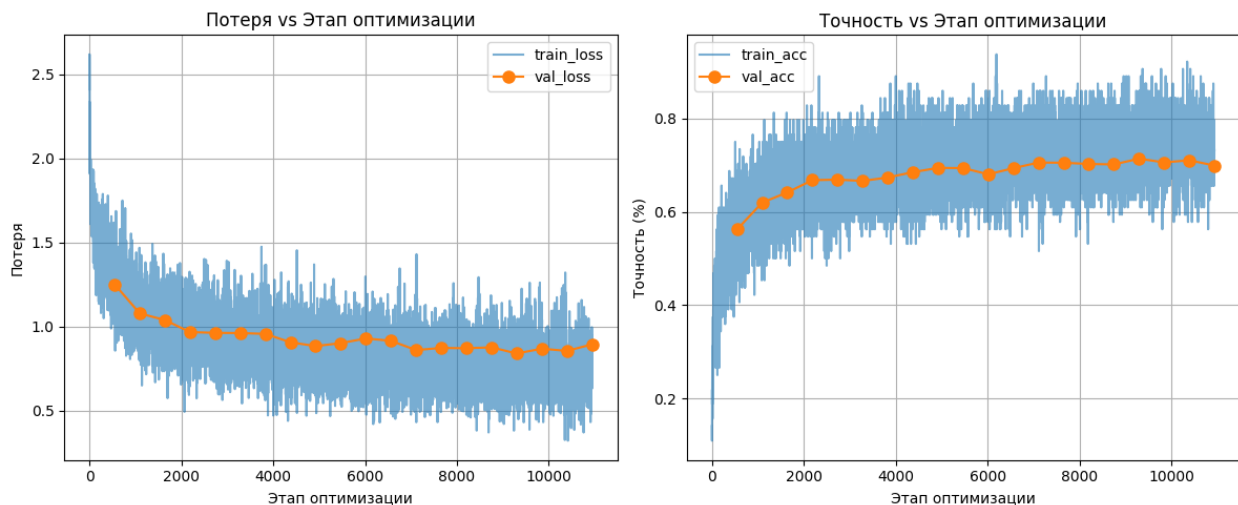 Потеря vs Этап оптимизации
train_loss
val_loss
2.5
2.0
1.5
1.0
0.5
Потеря
0
2000
4000
6000
8000
10000
Этап оптимизации
Точность vs Этап оптимизации
train_acc
val_acc
0.8
0.6
0.4
0.2
Точность (%)
0
2000
4000
6000
8000
10000
Этап оптимизации